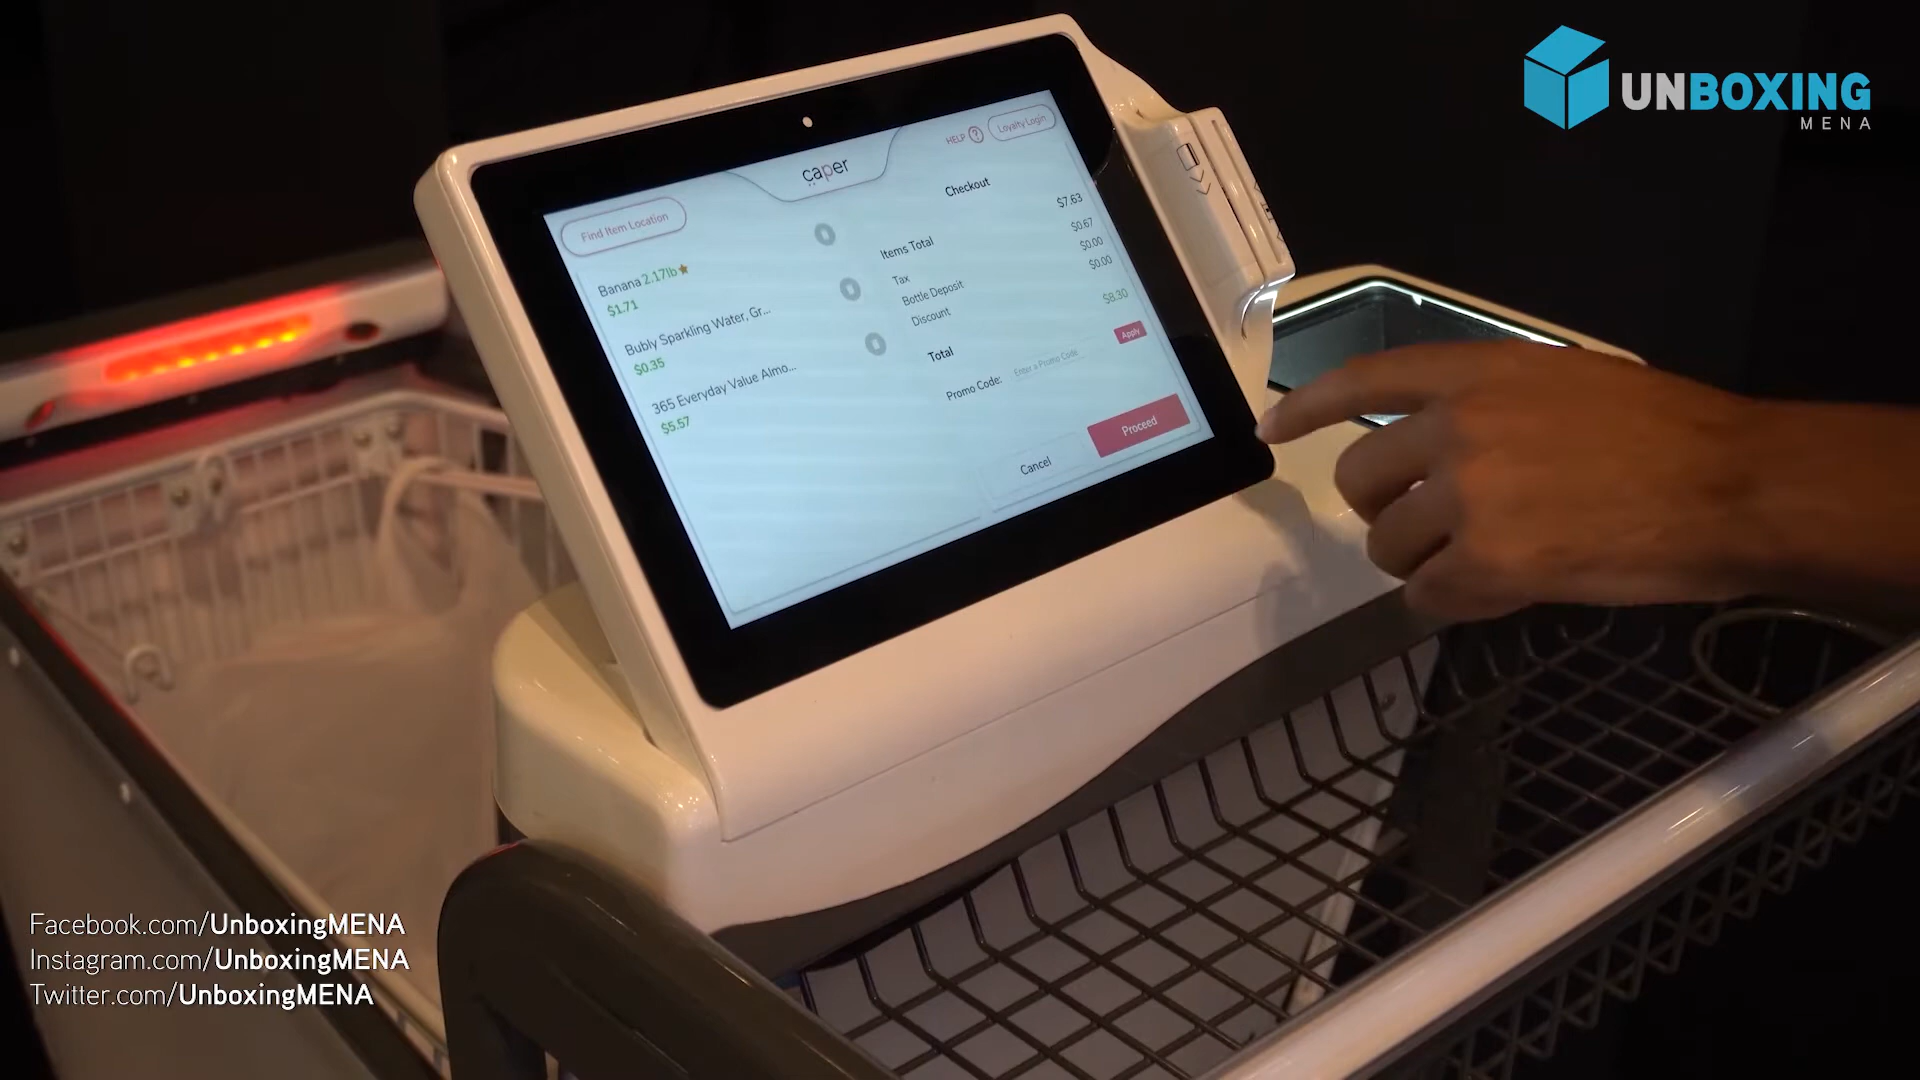 UNBOXING
MENA
caper
HELP ?
Loyalty Login
Find Item Location
Banana 2.17lb
$1.71
Bubly Sparkling Water, Gr...
$0.35
365 Everyday Value Almo...
$5.57
Checkout
Items Total $7.63
Tax $0.67
Bottle Deposit $0.00
Discount $0.00
Total $8.30
Promo Code: Enter a Promo Code Apply
Cancel
Proceed
Facebook.com/UnboxingMENA
Instagram.com/UnboxingMENA
Twitter.com/UnboxingMENA